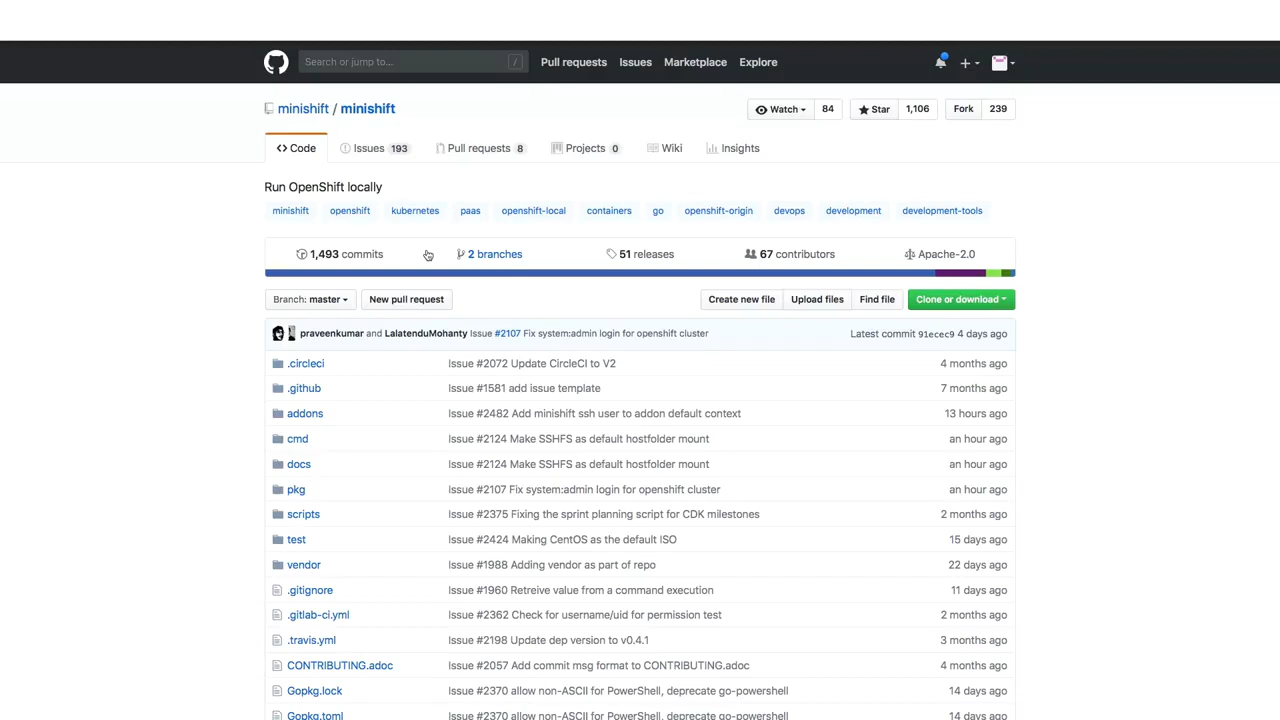 Search or jump to... / Pull requests Issues Marketplace Explore
minishift / minishift Watch 84 Star 1,106 Fork 239
Code Issues 193 Pull requests 8 Projects 0 Wiki Insights
Run OpenShift locally
minishift openshift kubernetes paas openshift-local containers go openshift-origin devops development development-tools
1,493 commits 2 branches 51 releases 67 contributors Apache-2.0
Branch: master New pull request Create new file Upload files Find file Clone or download
praveenkumar and LalatenduMohanty Issue #2107 Fix system:admin login for openshift cluster Latest commit 91ecec9 4 days ago
.circleci Issue #2072 Update CircleCI to V2 4 months ago
.github Issue #1581 add issue template 7 months ago
addons Issue #2482 Add minishift ssh user to addon default context 13 hours ago
cmd Issue #2124 Make SSHFS as default hostfolder mount an hour ago
docs Issue #2124 Make SSHFS as default hostfolder mount an hour ago
pkg Issue #2107 Fix system:admin login for openshift cluster an hour ago
scripts Issue #2375 Fixing the sprint planning script for CDK milestones 2 months ago
test Issue #2424 Making CentOS as the default ISO 15 days ago
vendor Issue #1988 Adding vendor as part of repo 22 days ago
.gitignore Issue #1960 Retreive value from a command execution 11 days ago
.gitlab-ci.yml Issue #2362 Check for username/uid for permission test 2 months ago
.travis.yml Issue #2198 Update dep version to v0.4.1 3 months ago
CONTRIBUTING.adoc Issue #2057 Add commit msg format to CONTRIBUTING.adoc 4 months ago
Gopkg.lock Issue #2370 allow non-ASCII for PowerShell, deprecate go-powershell 14 days ago
Gopkg.toml Issue #2370 allow non-ASCII for PowerShell, deprecate go-powershell 14 days ago